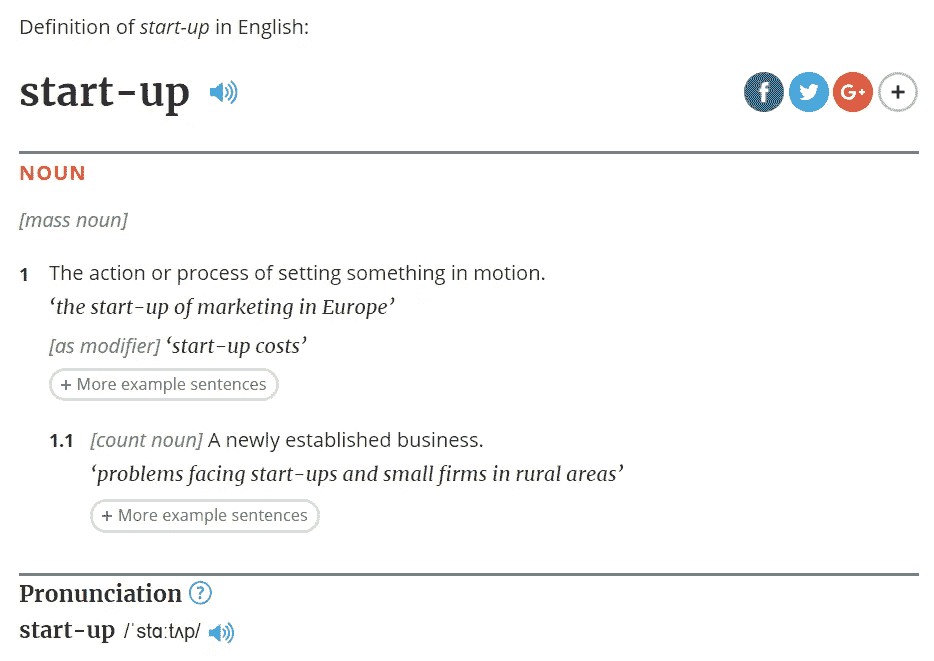 Definition of start-up in English:
start-up
f G+ +
NOUN
[mass noun]
1 The action or process of setting something in motion.
‘the start-up of marketing in Europe’
[as modifier] ‘start-up costs’
+ More example sentences
1.1 [count noun] A newly established business.
‘problems facing start-ups and small firms in rural areas’
+ More example sentences
Pronunciation ?
start-up /ˈstɑːtʌp/